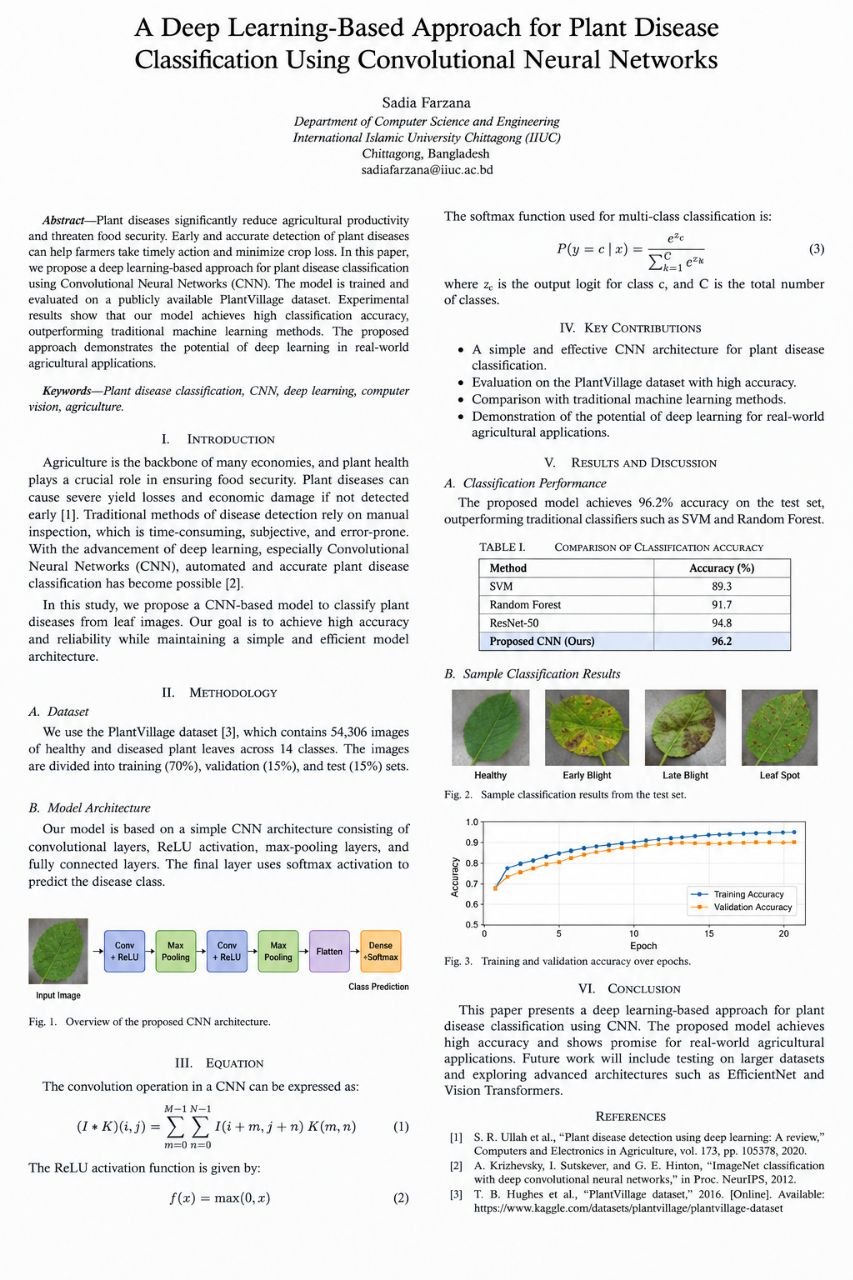 A Deep Learning-Based Approach for Plant Disease
Classification Using Convolutional Neural Networks
Sadia Farzana
Department of Computer Science and Engineering
International Islamic University Chittagong (IIUC)
Chittagong, Bangladesh
sadiafarzana@iiuc.ac.bd
Abstract—Plant diseases significantly reduce agricultural productivity
and threaten food security. Early and accurate detection of plant diseases
can help farmers take timely action and minimize crop loss. In this paper,
we propose a deep learning-based approach for plant disease classification
using Convolutional Neural Networks (CNN). The model is trained and
evaluated on a publicly available PlantVillage dataset. Experimental
results show that our model achieves high classification accuracy,
outperforming traditional machine learning methods. The proposed
approach demonstrates the potential of deep learning in real-world
agricultural applications.
Keywords—Plant disease classification, CNN, deep learning, computer
vision, agriculture.
I. INTRODUCTION
Agriculture is the backbone of many economies, and plant health
plays a crucial role in ensuring food security. Plant diseases can
cause severe yield losses and economic damage if not detected
early [1]. Traditional methods of disease detection rely on manual
inspection, which is time-consuming, subjective, and error-prone.
With the advancement of deep learning, especially Convolutional
Neural Networks (CNN), automated and accurate plant disease
classification has become possible [2].
In this study, we propose a CNN-based model to classify plant
diseases from leaf images. Our goal is to achieve high accuracy
and reliability while maintaining a simple and efficient model
architecture.
II. METHODOLOGY
A. Dataset
We use the PlantVillage dataset [3], which contains 54,306 images
of healthy and diseased plant leaves across 14 classes. The images
are divided into training (70%), validation (15%), and test (15%) sets.
B. Model Architecture
Our model is based on a simple CNN architecture consisting of
convolutional layers, ReLU activation, max-pooling layers, and
fully connected layers. The final layer uses softmax activation to
predict the disease class.
Conv + ReLU
Max Pooling
Conv + ReLU
Max Pooling
Flatten
Dense +Softmax
Input Image
Class Prediction
Fig. 1. Overview of the proposed CNN architecture.
III. EQUATION
The convolution operation in a CNN can be expressed as:
(I ∗ K)(i, j) = ∑_{m=0}^{M−1} ∑_{n=0}^{N−1} I(i + m, j + n) K(m, n) (1)
The ReLU activation function is given by:
f(x) = max(0, x) (2)
The softmax function used for multi-class classification is:
P(y = c | x) = e^{z_c} / ∑_{k=1}^{C} e^{z_k} (3)
where z_c is the output logit for class c, and C is the total number
of classes.
IV. KEY CONTRIBUTIONS
• A simple and effective CNN architecture for plant disease
classification.
• Evaluation on the PlantVillage dataset with high accuracy.
• Comparison with traditional machine learning methods.
• Demonstration of the potential of deep learning for real-world
agricultural applications.
V. RESULTS AND DISCUSSION
A. Classification Performance
The proposed model achieves 96.2% accuracy on the test set,
outperforming traditional classifiers such as SVM and Random Forest.
TABLE I. COMPARISON OF CLASSIFICATION ACCURACY
Method Accuracy (%)
SVM 89.3
Random Forest 91.7
ResNet-50 94.8
Proposed CNN (Ours) 96.2
B. Sample Classification Results
Healthy Early Blight Late Blight Leaf Spot
Fig. 2. Sample classification results from the test set.
1.0
0.9
0.8
0.7
0.6
0.5
Accuracy
Training Accuracy
Validation Accuracy
0 5 10 15 20
Epoch
Fig. 3. Training and validation accuracy over epochs.
VI. CONCLUSION
This paper presents a deep learning-based approach for plant
disease classification using CNN. The proposed model achieves
high accuracy and shows promise for real-world agricultural
applications. Future work will include testing on larger datasets
and exploring advanced architectures such as EfficientNet and
Vision Transformers.
REFERENCES
[1] S. R. Ullah et al., “Plant disease detection using deep learning: A review,”
Computers and Electronics in Agriculture, vol. 173, pp. 105378, 2020.
[2] A. Krizhevsky, I. Sutskever, and G. E. Hinton, “ImageNet classification
with deep convolutional neural networks,” in Proc. NeurIPS, 2012.
[3] T. B. Hughes et al., “PlantVillage dataset,” 2016. [Online]. Available:
https://www.kaggle.com/datasets/plantvillage/plantvillage-dataset